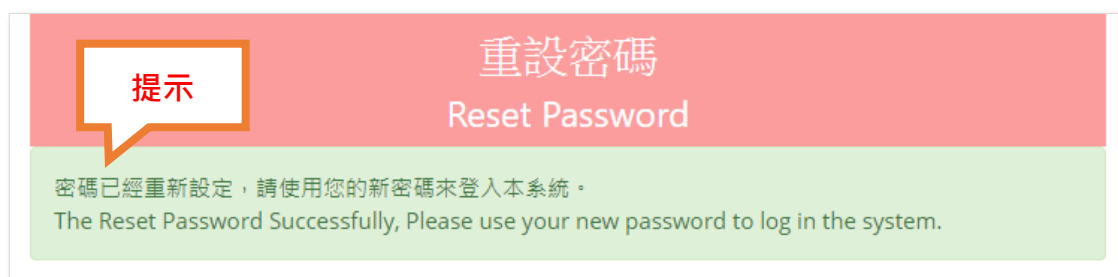 重設密碼
Reset Password
提示
密碼已經重新設定，請使用您的新密碼來登入本系統。
The Reset Password Successfully, Please use your new password to log in the system.